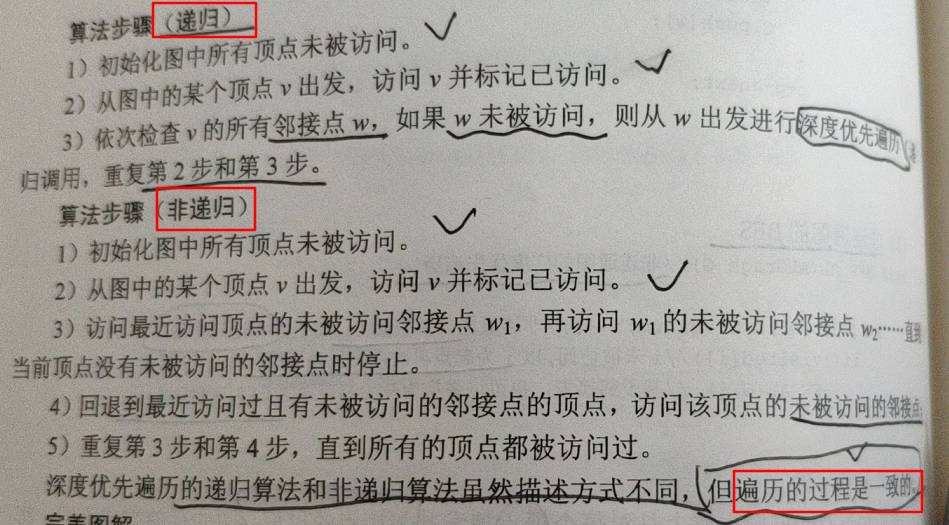 算法步骤（递归）
1）初始化图中所有顶点未被访问。
2）从图中的某个顶点 v 出发，访问 v 并标记已访问。
3）依次检查 v 的所有邻接点 w，如果 w 未被访问，则从 w 出发进行深度优先遍历（
归调用，重复第 2 步和第 3 步。
算法步骤（非递归）
1）初始化图中所有顶点未被访问。
2）从图中的某个顶点 v 出发，访问 v 并标记已访问。
3）访问最近访问顶点的未被访问邻接点 w₁，再访问 w₁ 的未被访问邻接点 w₂……直到
当前顶点没有未被访问的邻接点时停止。
4）回退到最近访问过且有未被访问的邻接点的顶点，访问该顶点的未被访问的邻接点；
5）重复第 3 步和第 4 步，直到所有的顶点都被访问过。
深度优先遍历的递归算法和非递归算法虽然描述方式不同，但遍历的过程是一致的。
完美图解